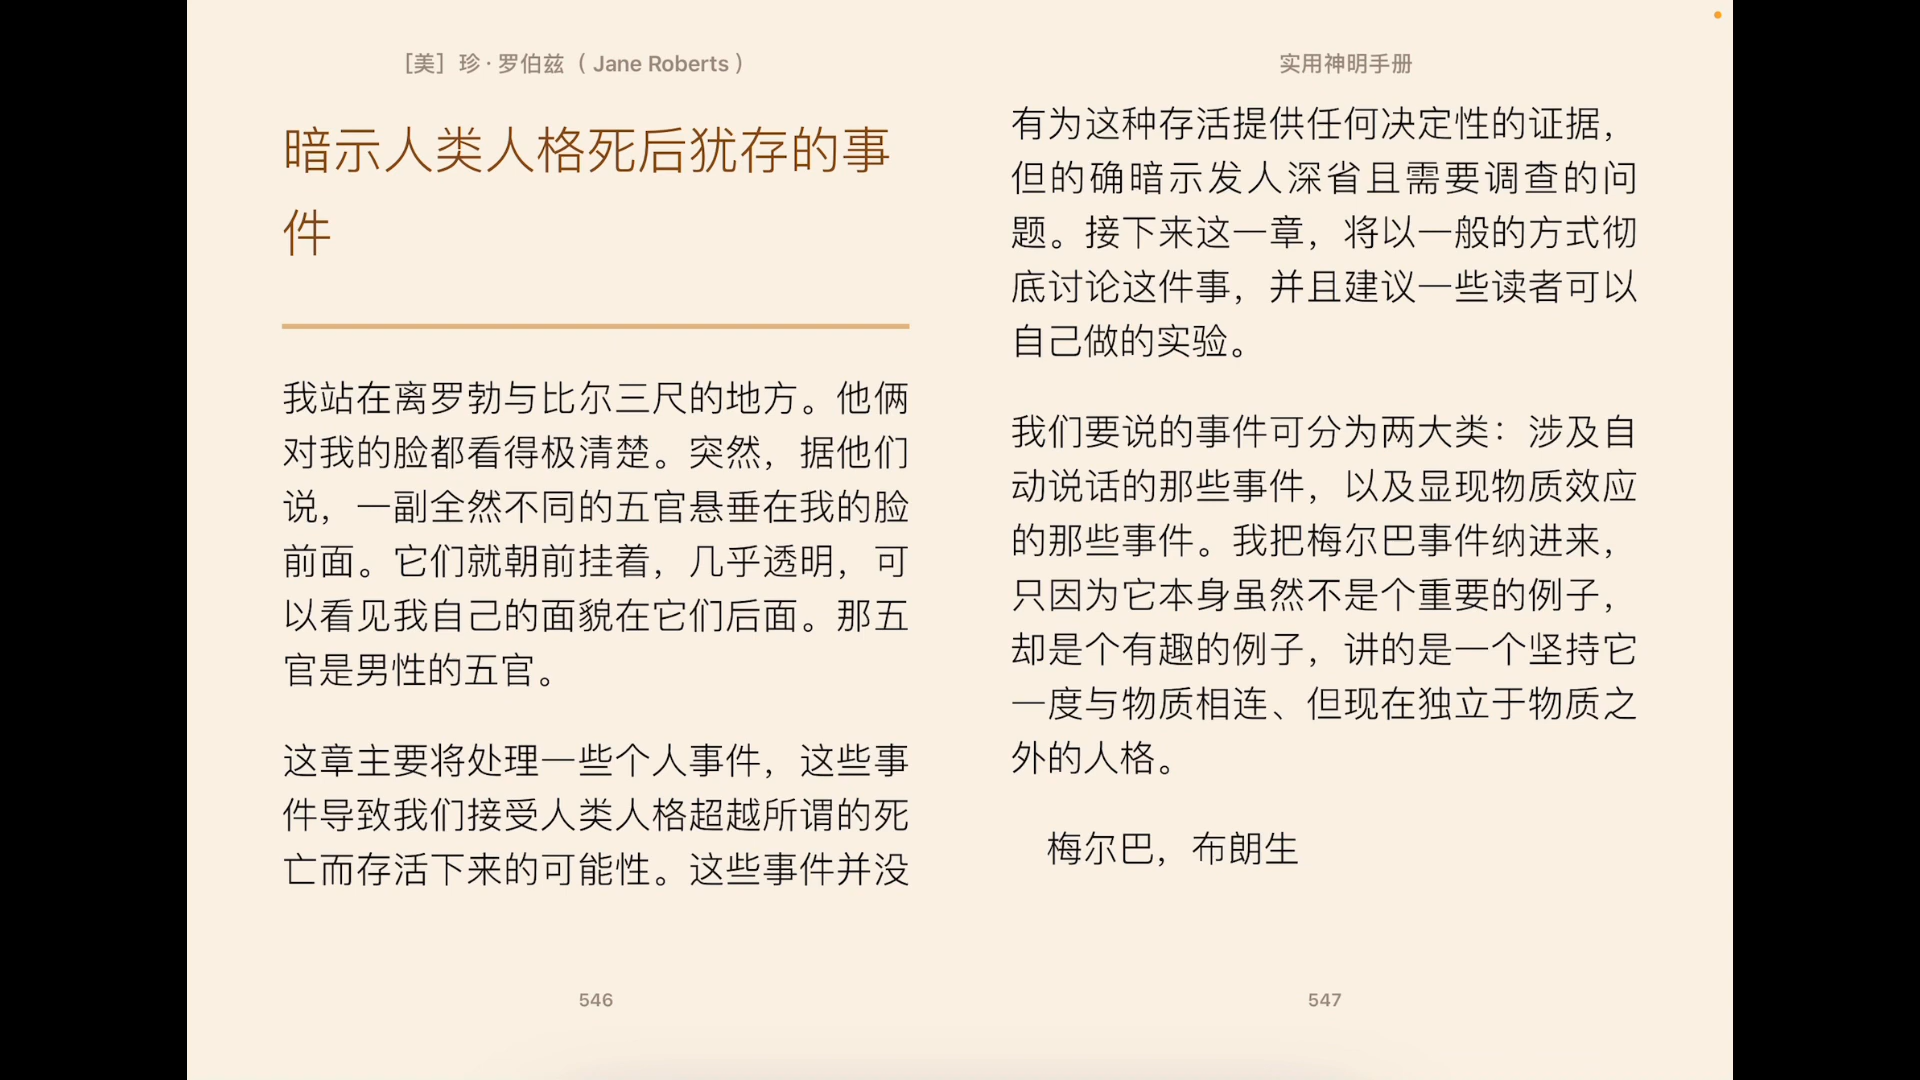 [美] 珍·罗伯兹（Jane Roberts）
暗示人类人格死后犹存的事
件
我站在离罗勃与比尔三尺的地方。他俩
对我的脸都看得极清楚。突然，据他们
说，一副全然不同的五官悬垂在我的脸
前面。它们就朝前挂着，几乎透明，可
以看见我自己的面貌在它们后面。那五
官是男性的五官。
这章主要将处理一些个人事件，这些事
件导致我们接受人类人格超越所谓的死
亡而存活下来的可能性。这些事件并没
546
实用神明手册
有为这种存活提供任何决定性的证据，
但的确暗示发人深省且需要调查的问
题。接下来这一章，将以一般的方式彻
底讨论这件事，并且建议一些读者可以
自己做的实验。
我们要说的事件可分为两大类：涉及自
动说话的那些事件，以及显现物质效应
的那些事件。我把梅尔巴事件纳进来，
只因为它本身虽然不是个重要的例子，
却是个有趣的例子，讲的是一个坚持它
一度与物质相连、但现在独立于物质之
外的人格。
梅尔巴，布朗生
547